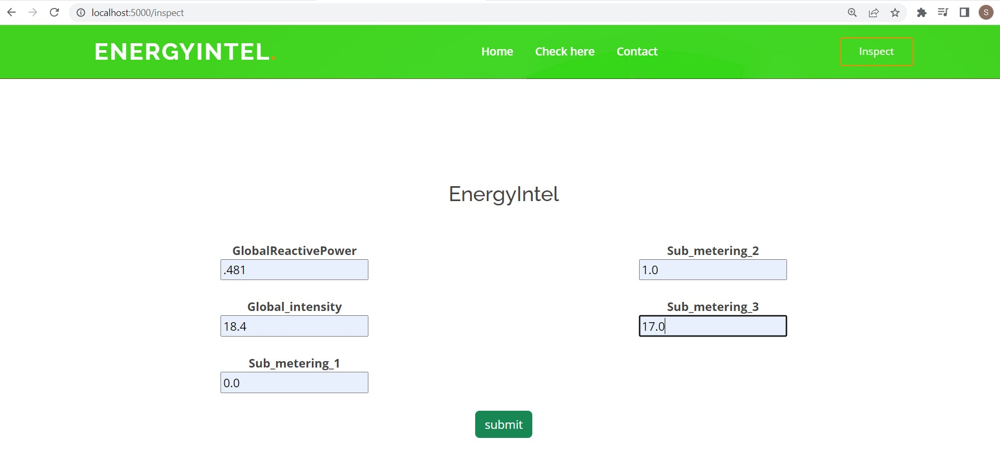 localhost:5000/inspect
S
ENERGYINTEL.
Home Check here Contact
Inspect
EnergyIntel
GlobalReactivePower
.481
Global_intensity
18.4
Sub_metering_1
0.0
Sub_metering_2
1.0
Sub_metering_3
17.0
submit